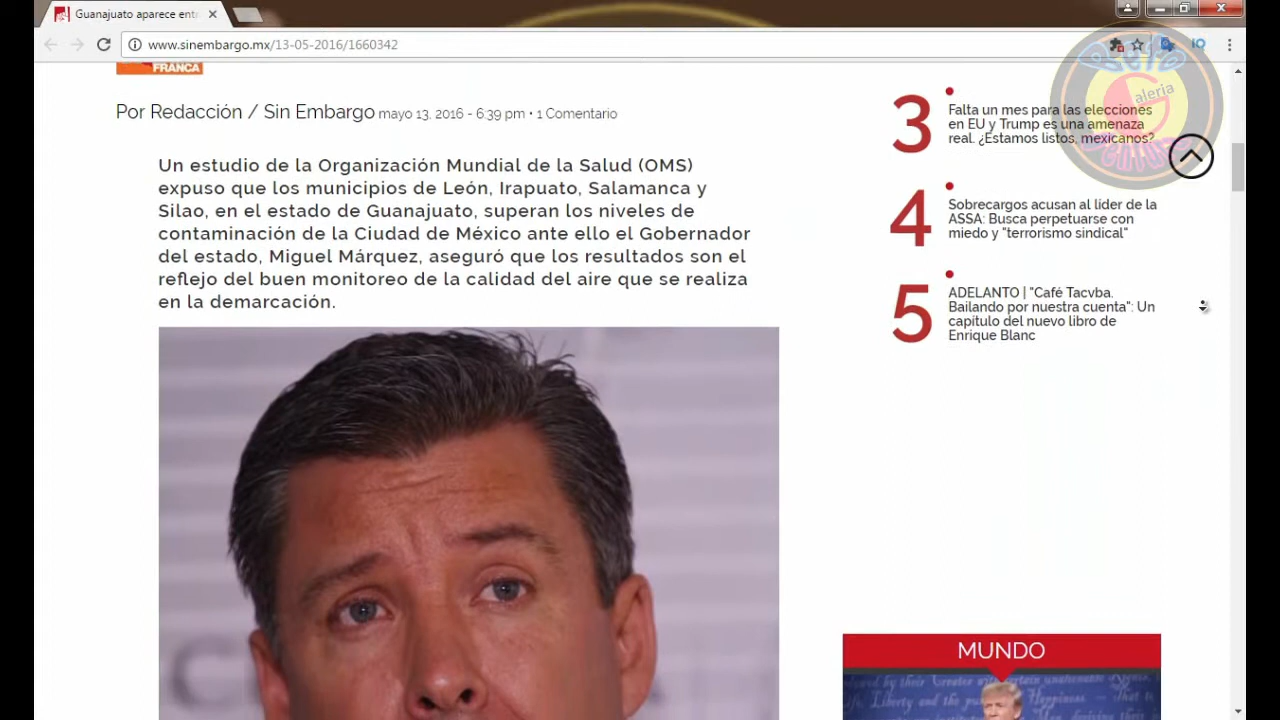 Guanajuato aparece entr
www.sinembargo.mx/13-05-2016/1660342
FRANCA
Por Redacción / Sin Embargo mayo 13, 2016 - 6:39 pm • 1 Comentario
Un estudio de la Organización Mundial de la Salud (OMS)
expuso que los municipios de León, Irapuato, Salamanca y
Silao, en el estado de Guanajuato, superan los niveles de
contaminación de la Ciudad de México ante ello el Gobernador
del estado, Miguel Márquez, aseguró que los resultados son el
reflejo del buen monitoreo de la calidad del aire que se realiza
en la demarcación.
3
Falta un mes para las elecciones
en EU y Trump es una amenaza
real. ¿Estamos listos, mexicanos?
4
Sobrecargos acusan al líder de la
ASSA: Busca perpetuarse con
miedo y "terrorismo sindical"
5
ADELANTO | "Café Tacvba.
Bailando por nuestra cuenta": Un
capítulo del nuevo libro de
Enrique Blanc
MUNDO
aleria